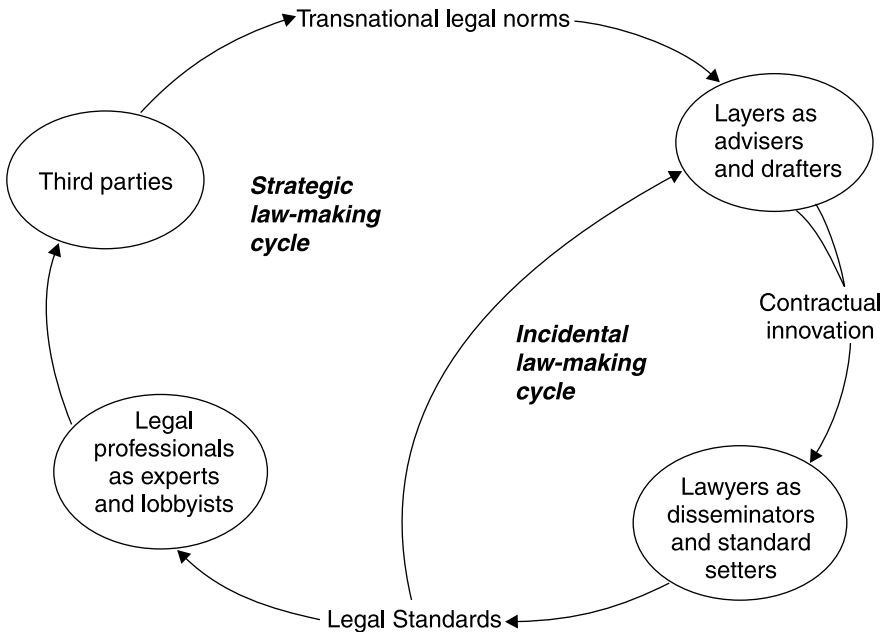 Transnational legal norms
Layers as
advisers
and drafters
Third parties
Strategic
law-making
cycle
Contractual
innovation
Incidental
law-making
cycle
Legal
professionals
as experts
and lobbyists
Lawyers as
disseminators
and standard
setters
Legal Standards